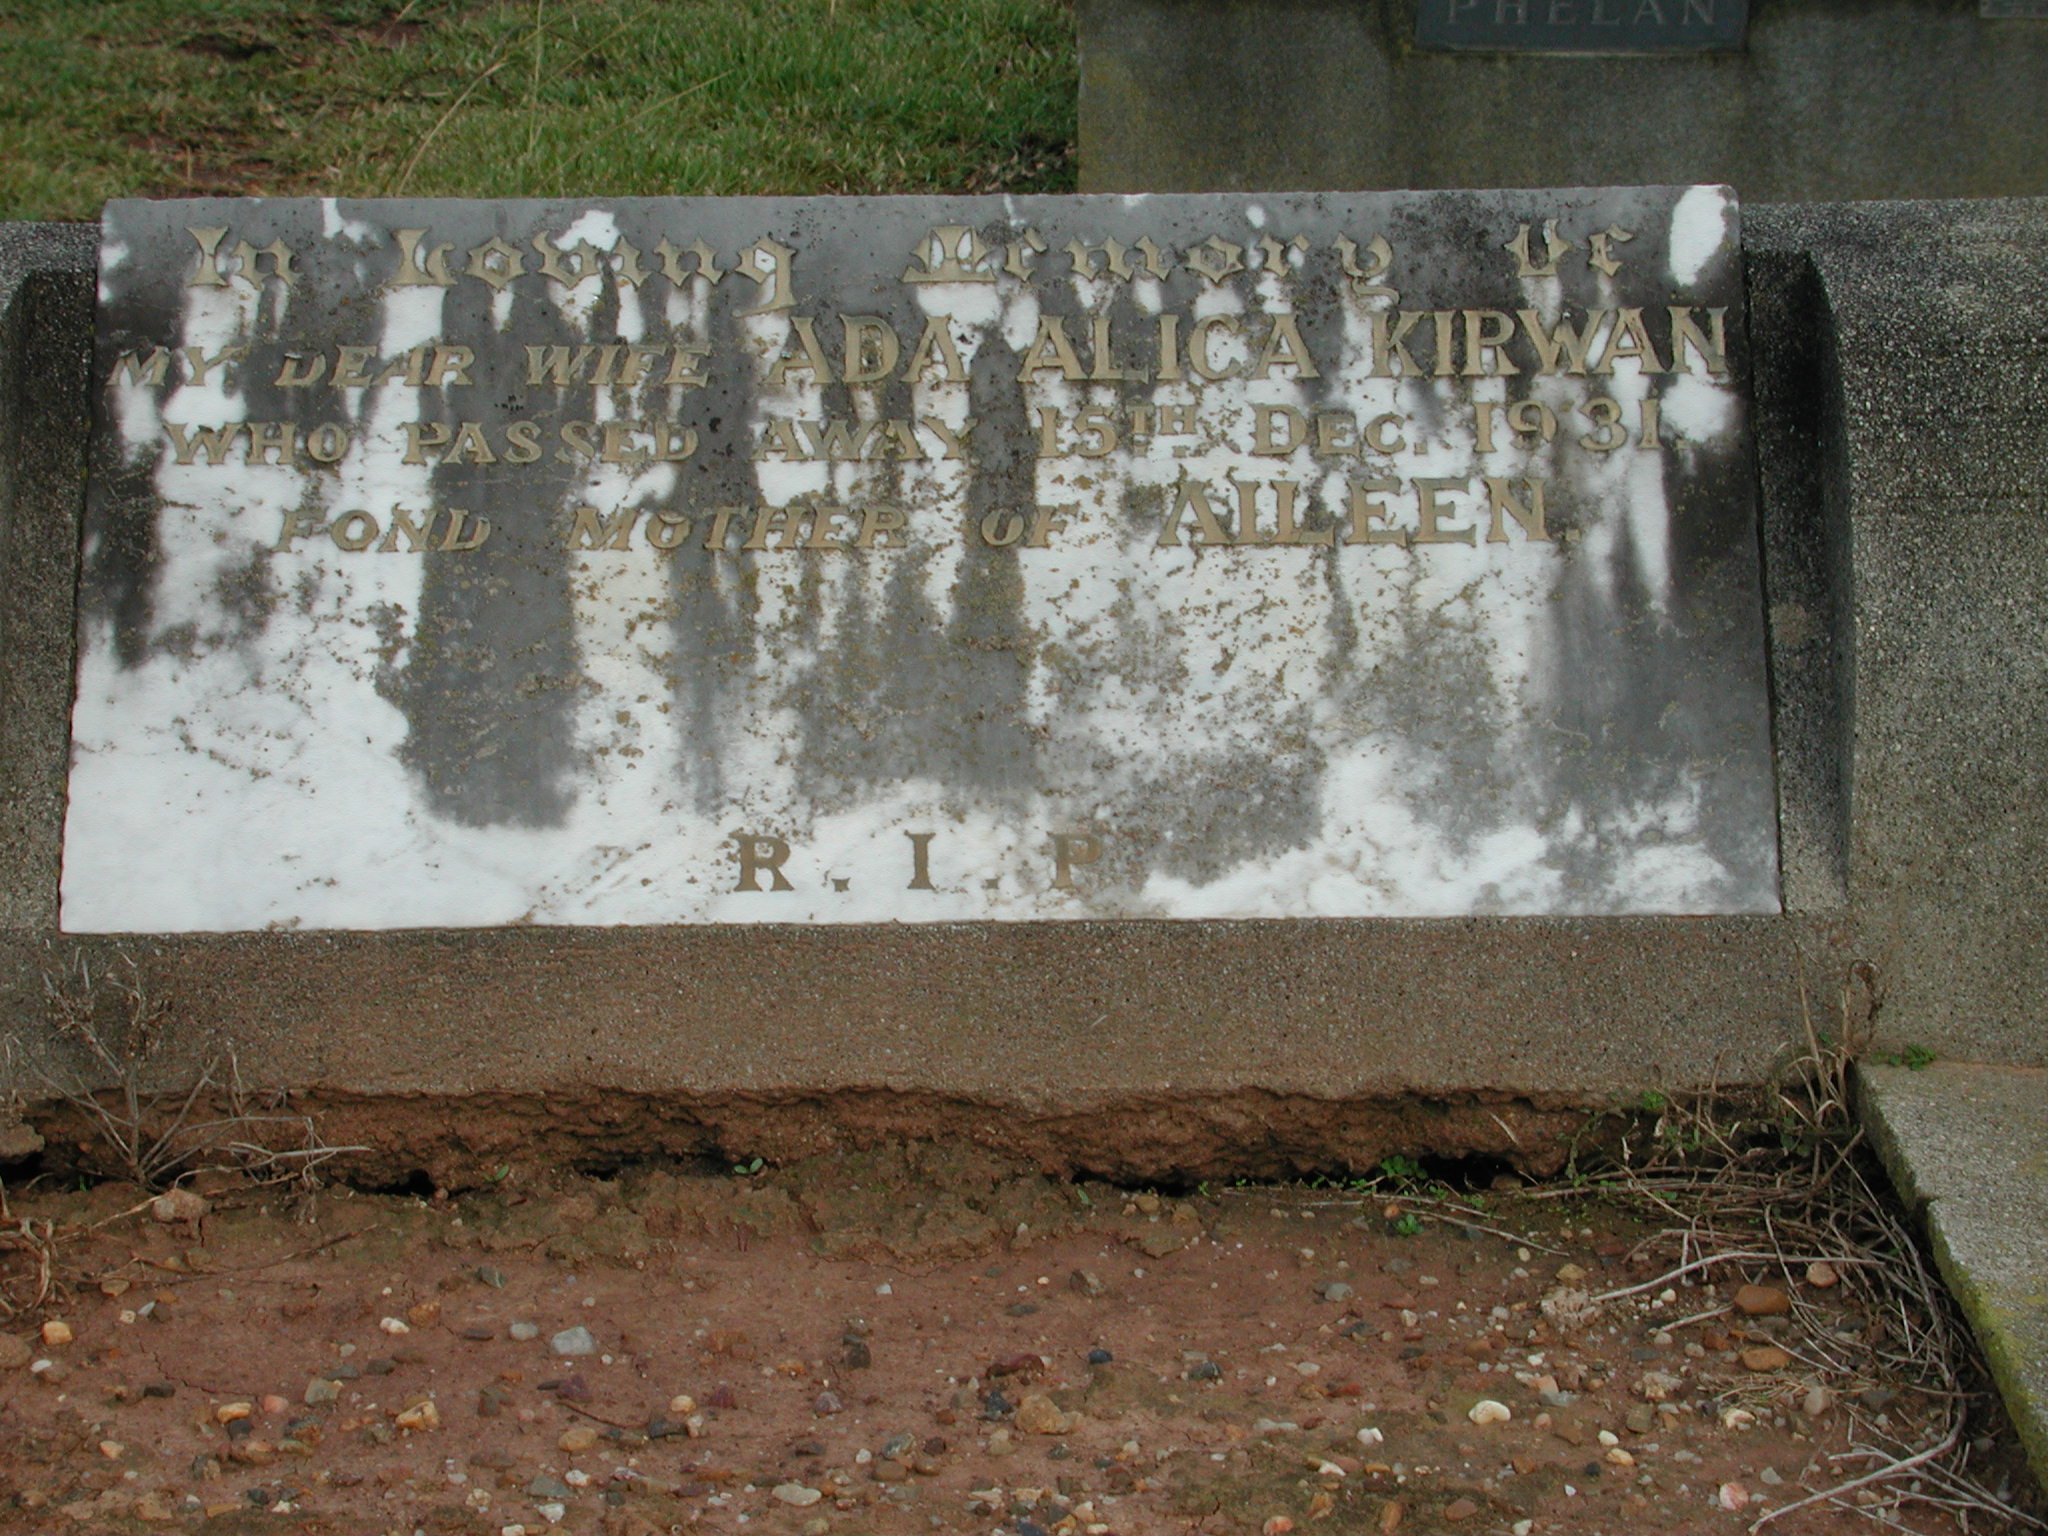 PHELAN
In Loving Memory Of
MY DEAR WIFE ADA ALICA KIRWAN
WHO PASSED AWAY 15TH DEC. 1931.
FOND MOTHER OF AILEEN.
R. I. P